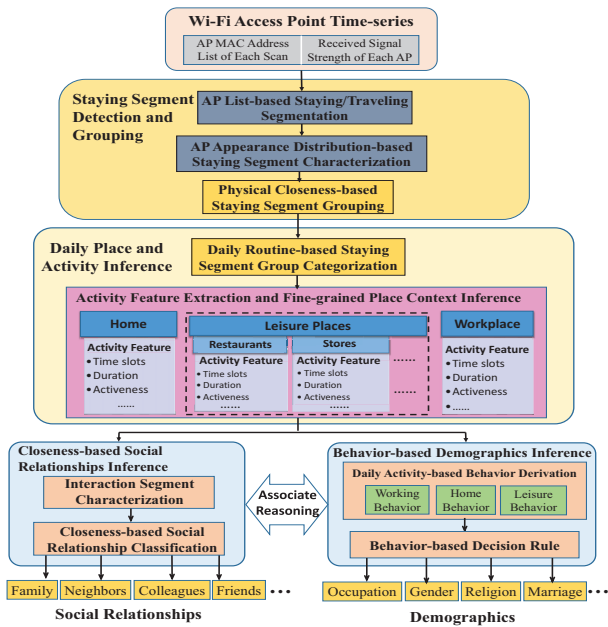 Wi-Fi Access Point Time-series
AP MAC Address
List of Each Scan
Received Signal
Strength of Each AP
Staying Segment
Detection and
Grouping
AP List-based Staying/Traveling
Segmentation
AP Appearance Distribution-based
Staying Segment Characterization
Physical Closeness-based
Staying Segment Grouping
Daily Place and
Activity Inference
Daily Routine-based Staying
Segment Group Categorization
Activity Feature Extraction and Fine-grained Place Context Inference
Home
Activity Feature
• Time slots
• Duration
• Activeness
......
Leisure Places
Restaurants
Activity Feature
• Time slots
• Duration
• Activeness
......
Stores
Activity Feature
• Time slots
• Duration
• Activeness
......
......
......
Workplace
Activity Feature
• Time slots
• Duration
• Activeness
• ......
Closeness-based Social
Relationships Inference
Interaction Segment
Characterization
Closeness-based Social
Relationship Classification
Family
Neighbors
Colleagues
Friends
...
Social Relationships
Associate
Reasoning
Behavior-based Demographics Inference
Daily Activity-based Behavior Derivation
Working
Behavior
Home
Behavior
Leisure
Behavior
Behavior-based Decision Rule
Occupation
Gender
Religion
Marriage
...
Demographics